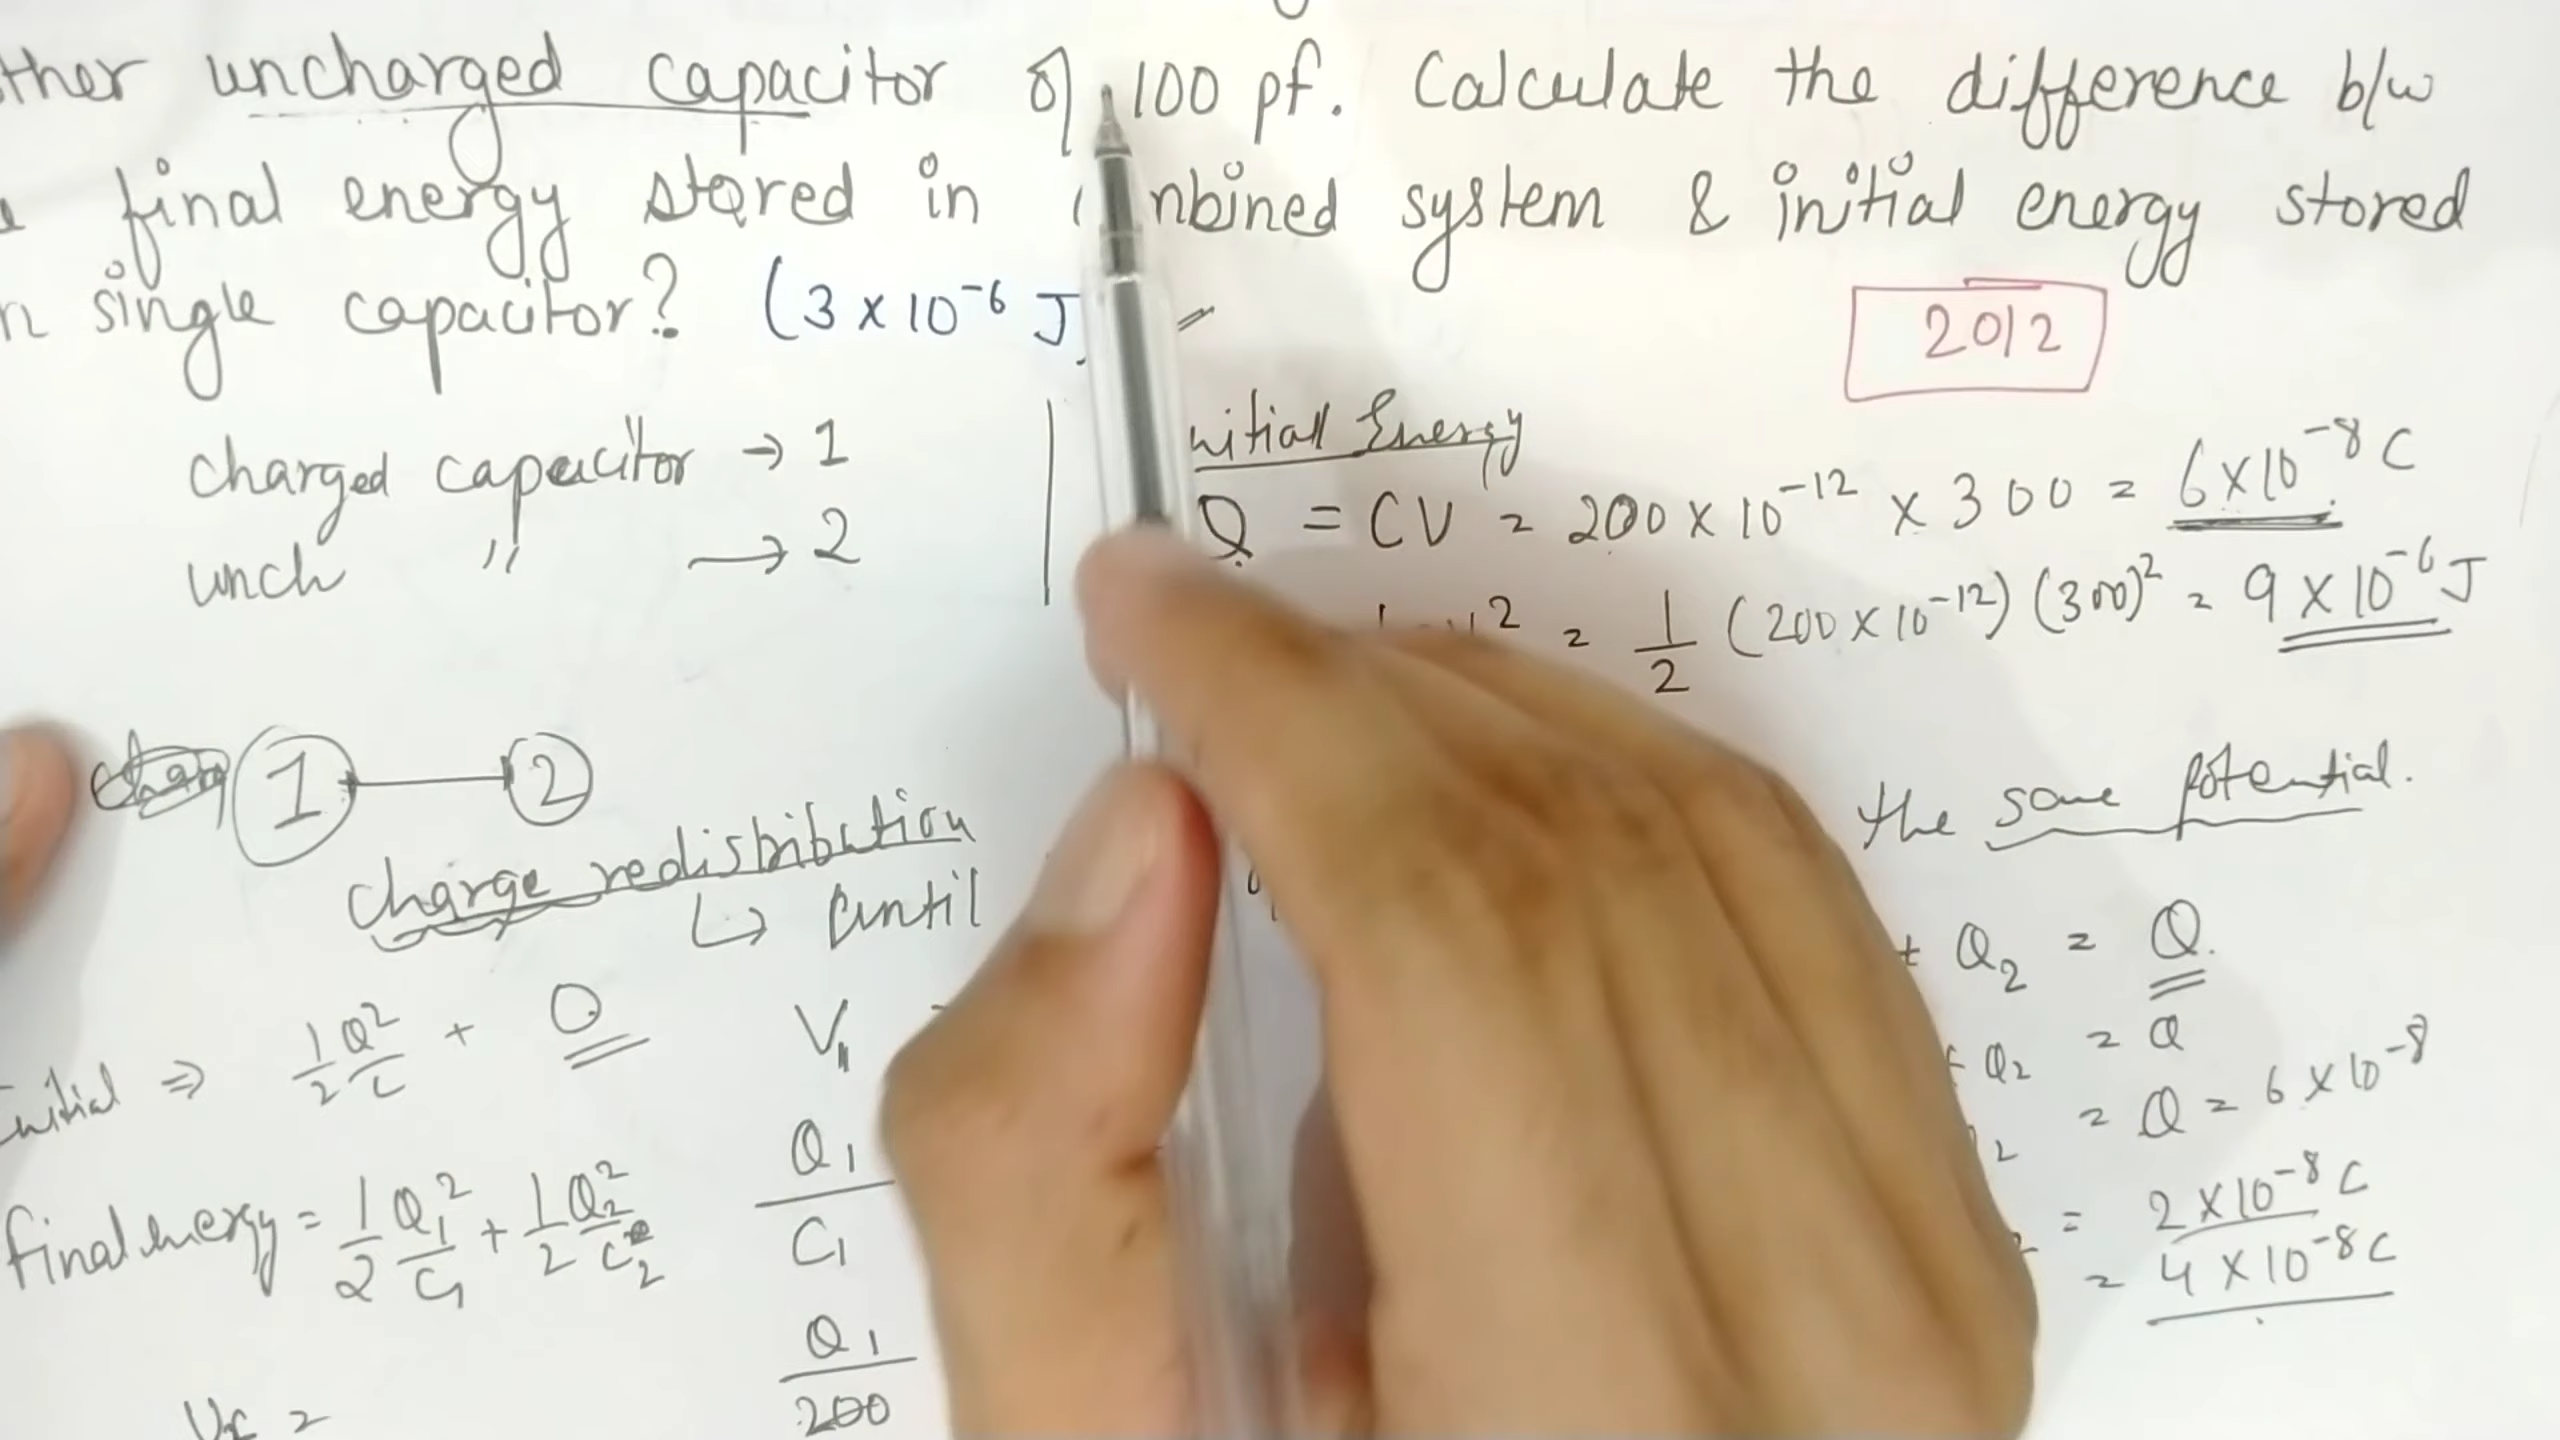 ther uncharged capacitor of 100 pf. Calculate the difference b/w
final energy stored in nbined system & initial energy stored
n single capacitor? (3 x 10⁻⁶ J)
2012
charged capacitor → 1
unch " → 2
nitial Energy
Q = CV = 200 x 10⁻¹² x 300 = 6 x 10⁻⁸ C
² = 1/2 (200 x 10⁻¹²) (300)² = 9 x 10⁻⁶ J
1 2
charge redistribution
↳ until
the same potential.
+ Q₂ = Q.
Q₂ = Q
initial ⇒ 1/2 Q²/C + 0
V₁
2 = Q = 6 x 10⁻⁸
final energy = 1/2 Q₁²/C₁ + 1/2 Q₂²/C₂
Q₁/C₁
= 2 x 10⁻⁸ C
= 4 x 10⁻⁸ C
Q₁/200